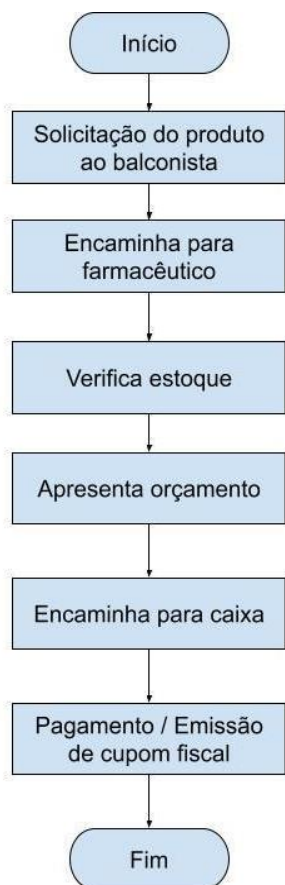 Início
Solicitação do produto
ao balconista
Encaminha para
farmacêutico
Verifica estoque
Apresenta orçamento
Encaminha para caixa
Pagamento / Emissão
de cupom fiscal
Fim